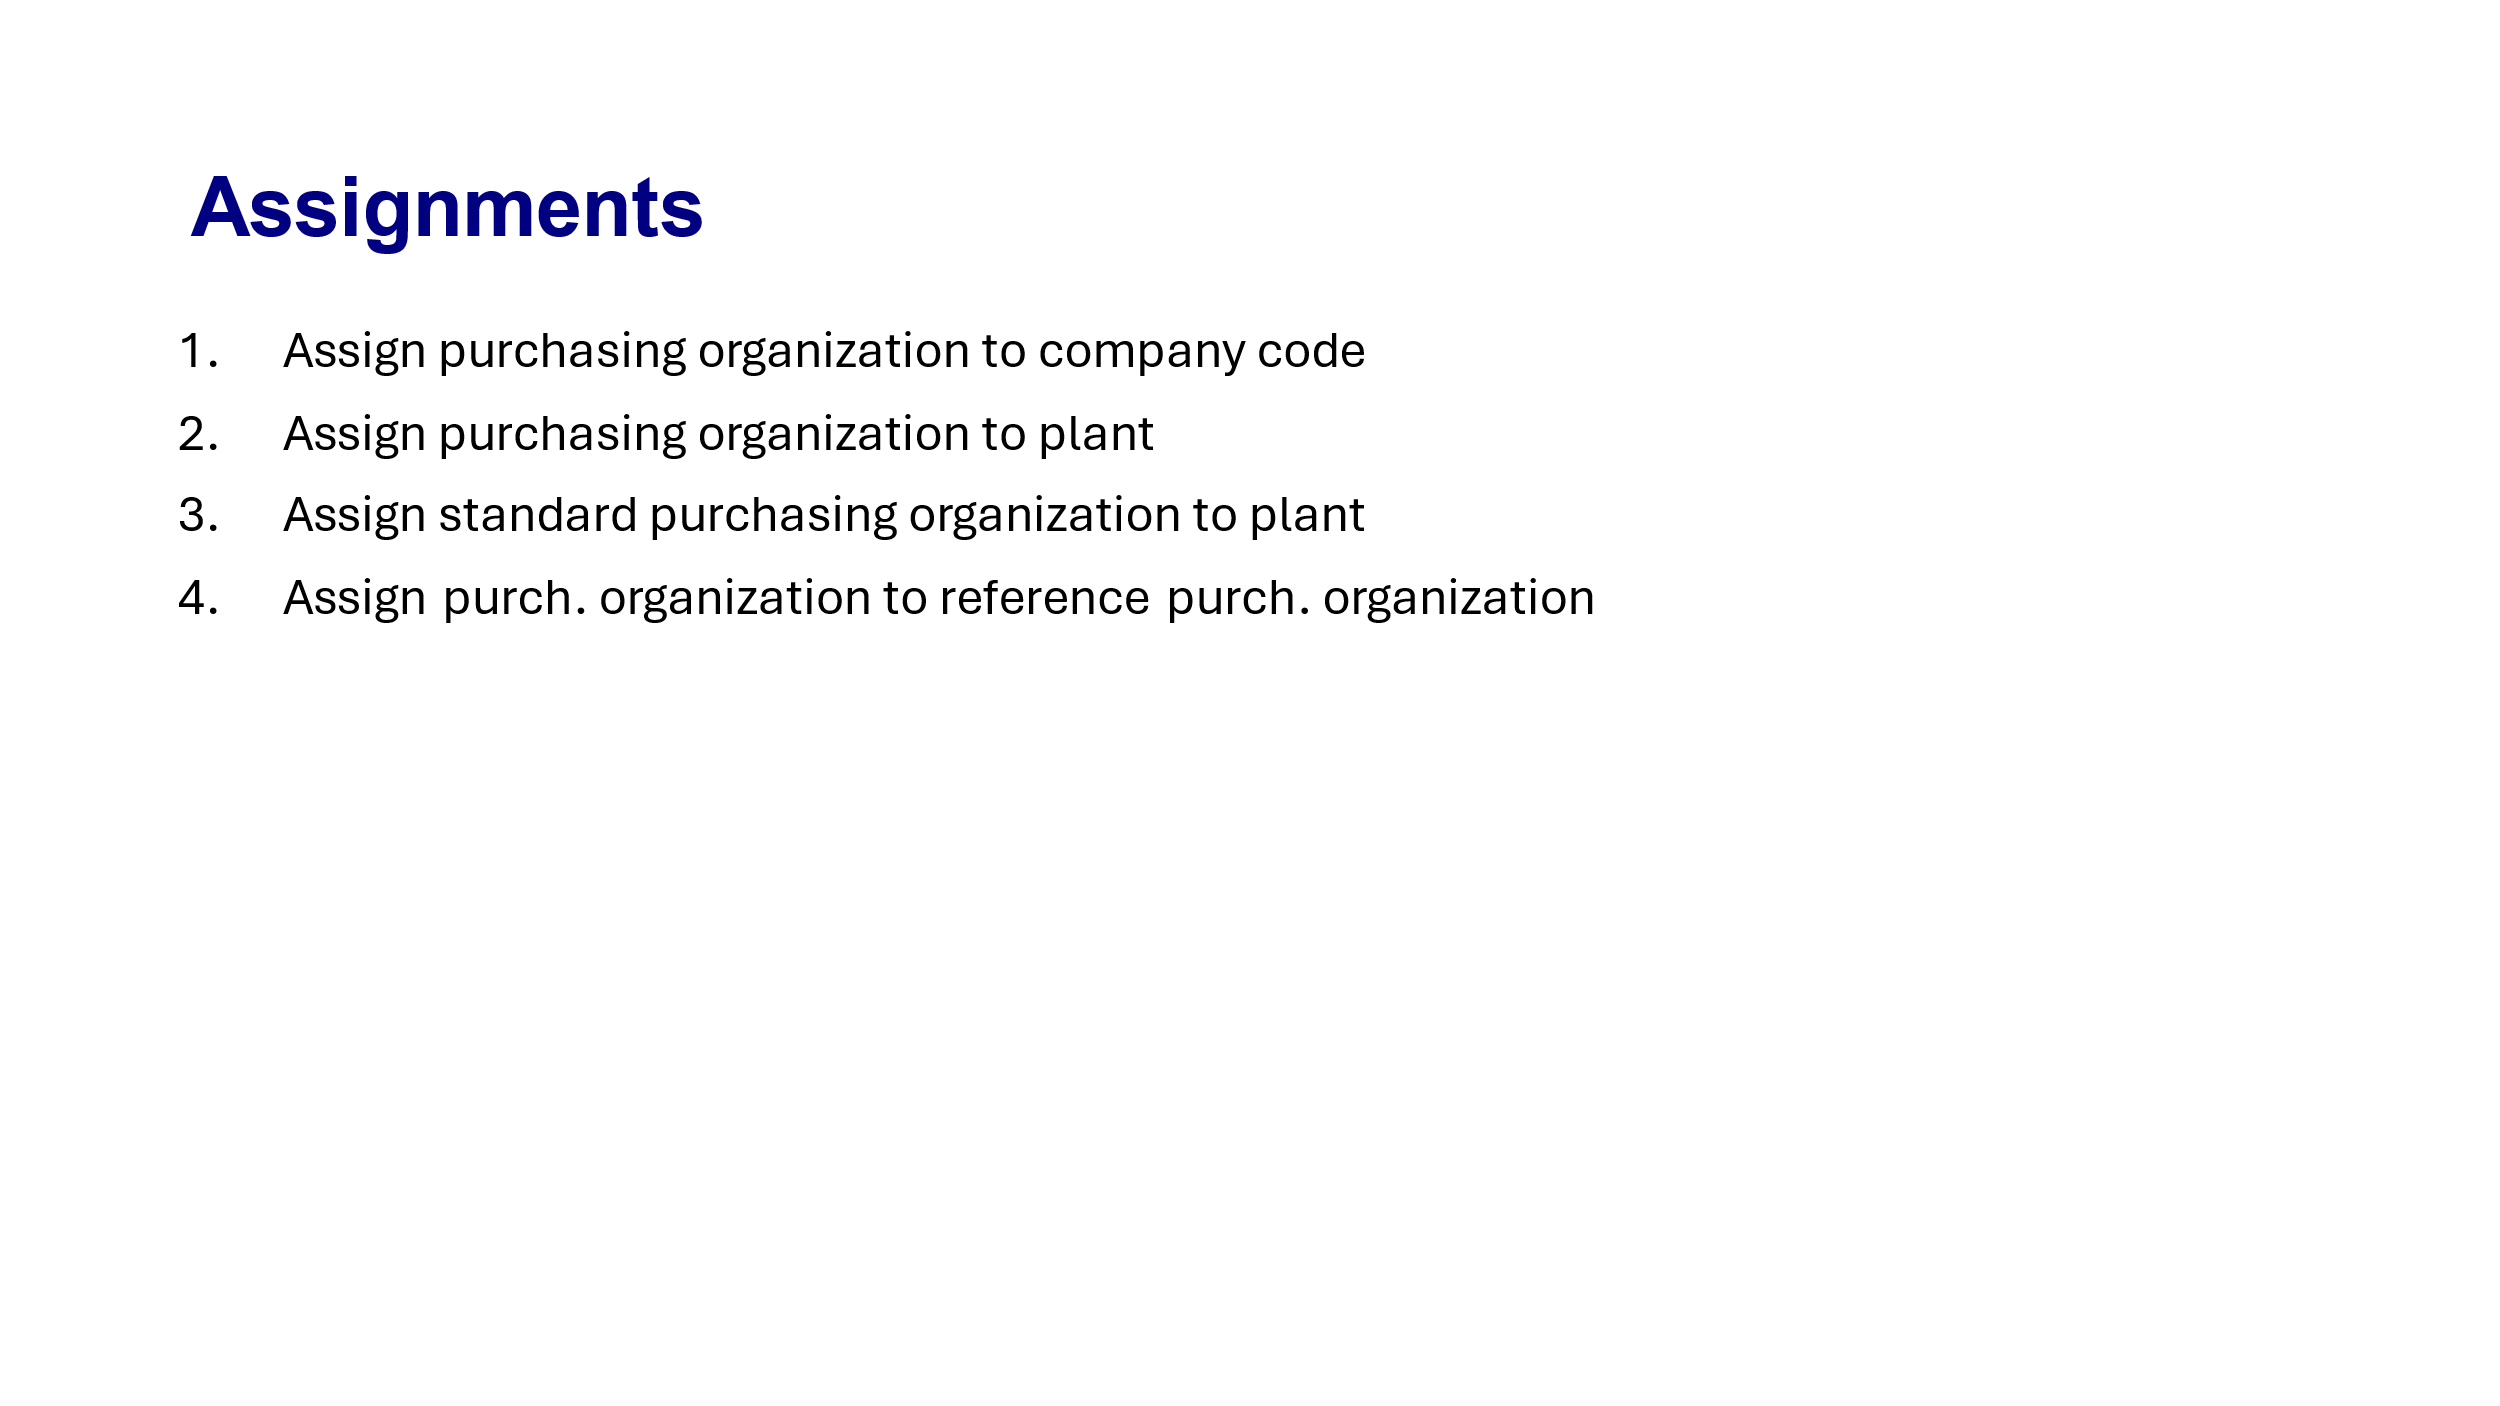 Assignments
1. Assign purchasing organization to company code
2. Assign purchasing organization to plant
3. Assign standard purchasing organization to plant
4. Assign purch. organization to reference purch. organization